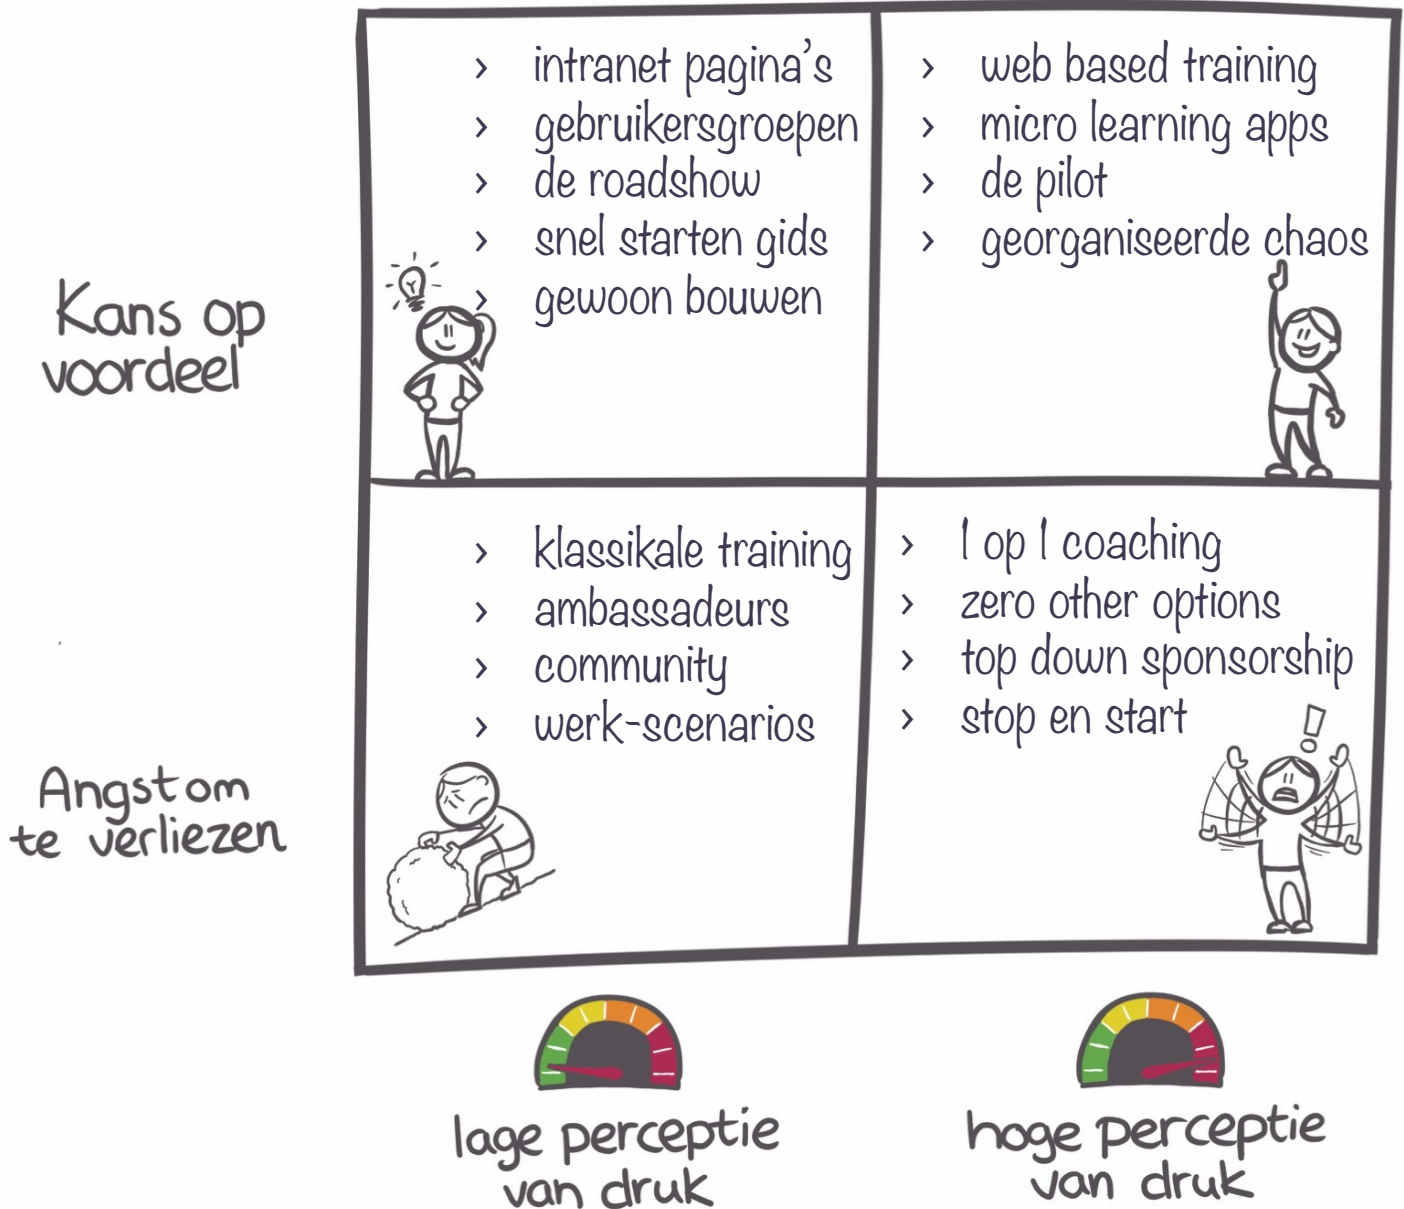 > intranet pagina's
> gebruikersgroepen
> de roadshow
> snel starten gids
> gewoon bouwen
> web based training
> micro learning apps
> de pilot
> georganiseerde chaos
Kans op
voordeel
> klassikale training
> ambassadeurs
> community
> werk-scenarios
> 1 op 1 coaching
> zero other options
> top down sponsorship
> stop en start
!
Angst om
te verliezen
lage perceptie
van druk
hoge perceptie
van druk